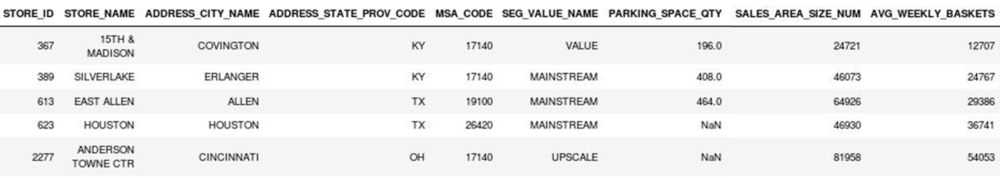 STORE_ID STORE_NAME ADDRESS_CITY_NAME ADDRESS_STATE_PROV_CODE MSA_CODE SEG_VALUE_NAME PARKING_SPACE_QTY SALES_AREA_SIZE_NUM AVG_WEEKLY_BASKETS
367 15TH & MADISON COVINGTON KY 17140 VALUE 196.0 24721 12707
389 SILVERLAKE ERLANGER KY 17140 MAINSTREAM 408.0 46073 24767
613 EAST ALLEN ALLEN TX 19100 MAINSTREAM 464.0 64926 29386
623 HOUSTON HOUSTON TX 26420 MAINSTREAM NaN 46930 36741
2277 ANDERSON TOWNE CTR CINCINNATI OH 17140 UPSCALE NaN 81958 54053